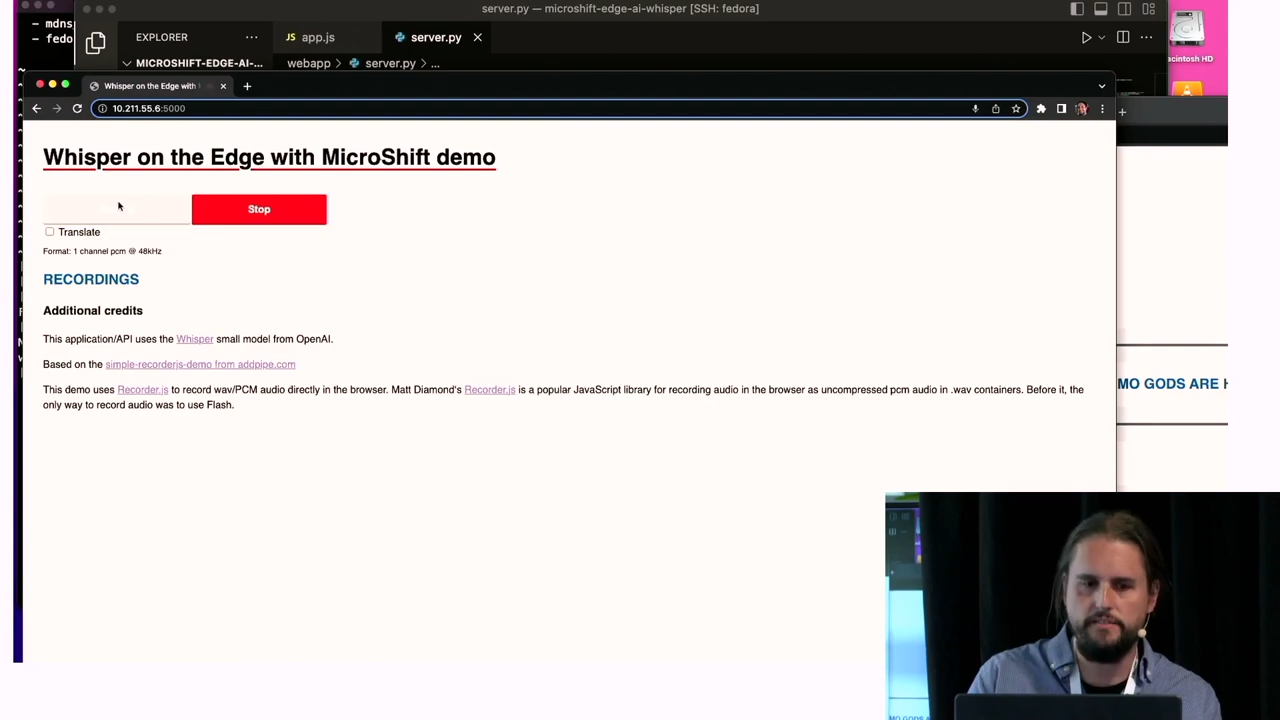 server.py — microshift-edge-ai-whisper [SSH: fedora]
- mdns
- fedo
EXPLORER
app.js
server.py
MICROSHIFT-EDGE-AI-...
webapp > server.py > ...
Macintosh HD
Whisper on the Edge with
10.211.55.6:5000
Whisper on the Edge with MicroShift demo
Stop
Translate
Format: 1 channel pcm @ 48kHz
RECORDINGS
Additional credits
This application/API uses the Whisper small model from OpenAI.
Based on the simple-recorderjs-demo from addpipe.com
This demo uses Recorder.js to record wav/PCM audio directly in the browser. Matt Diamond's Recorder.js is a popular JavaScript library for recording audio in the browser as uncompressed pcm audio in .wav containers. Before it, the
only way to record audio was to use Flash.
MO GODS ARE H
MO GODS ARE